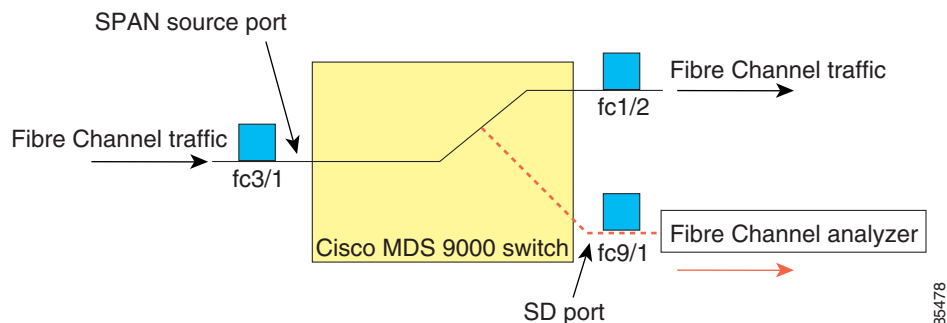 SPAN source port
Fibre Channel traffic
fc1/2
Fibre Channel traffic
fc3/1
Cisco MDS 9000 switch
fc9/1
Fibre Channel analyzer
SD port
85478